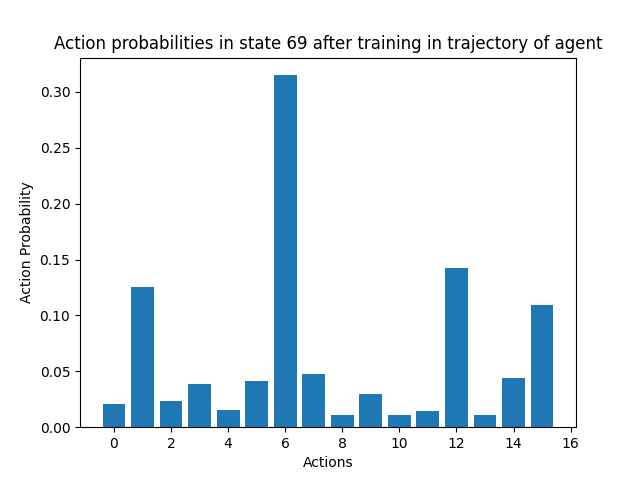 Action probabilities in state 69 after training in trajectory of agent
0.30
0.25
0.20
0.15
0.10
0.05
0.00
Action Probability
0 2 4 6 8 10 12 14 16
Actions